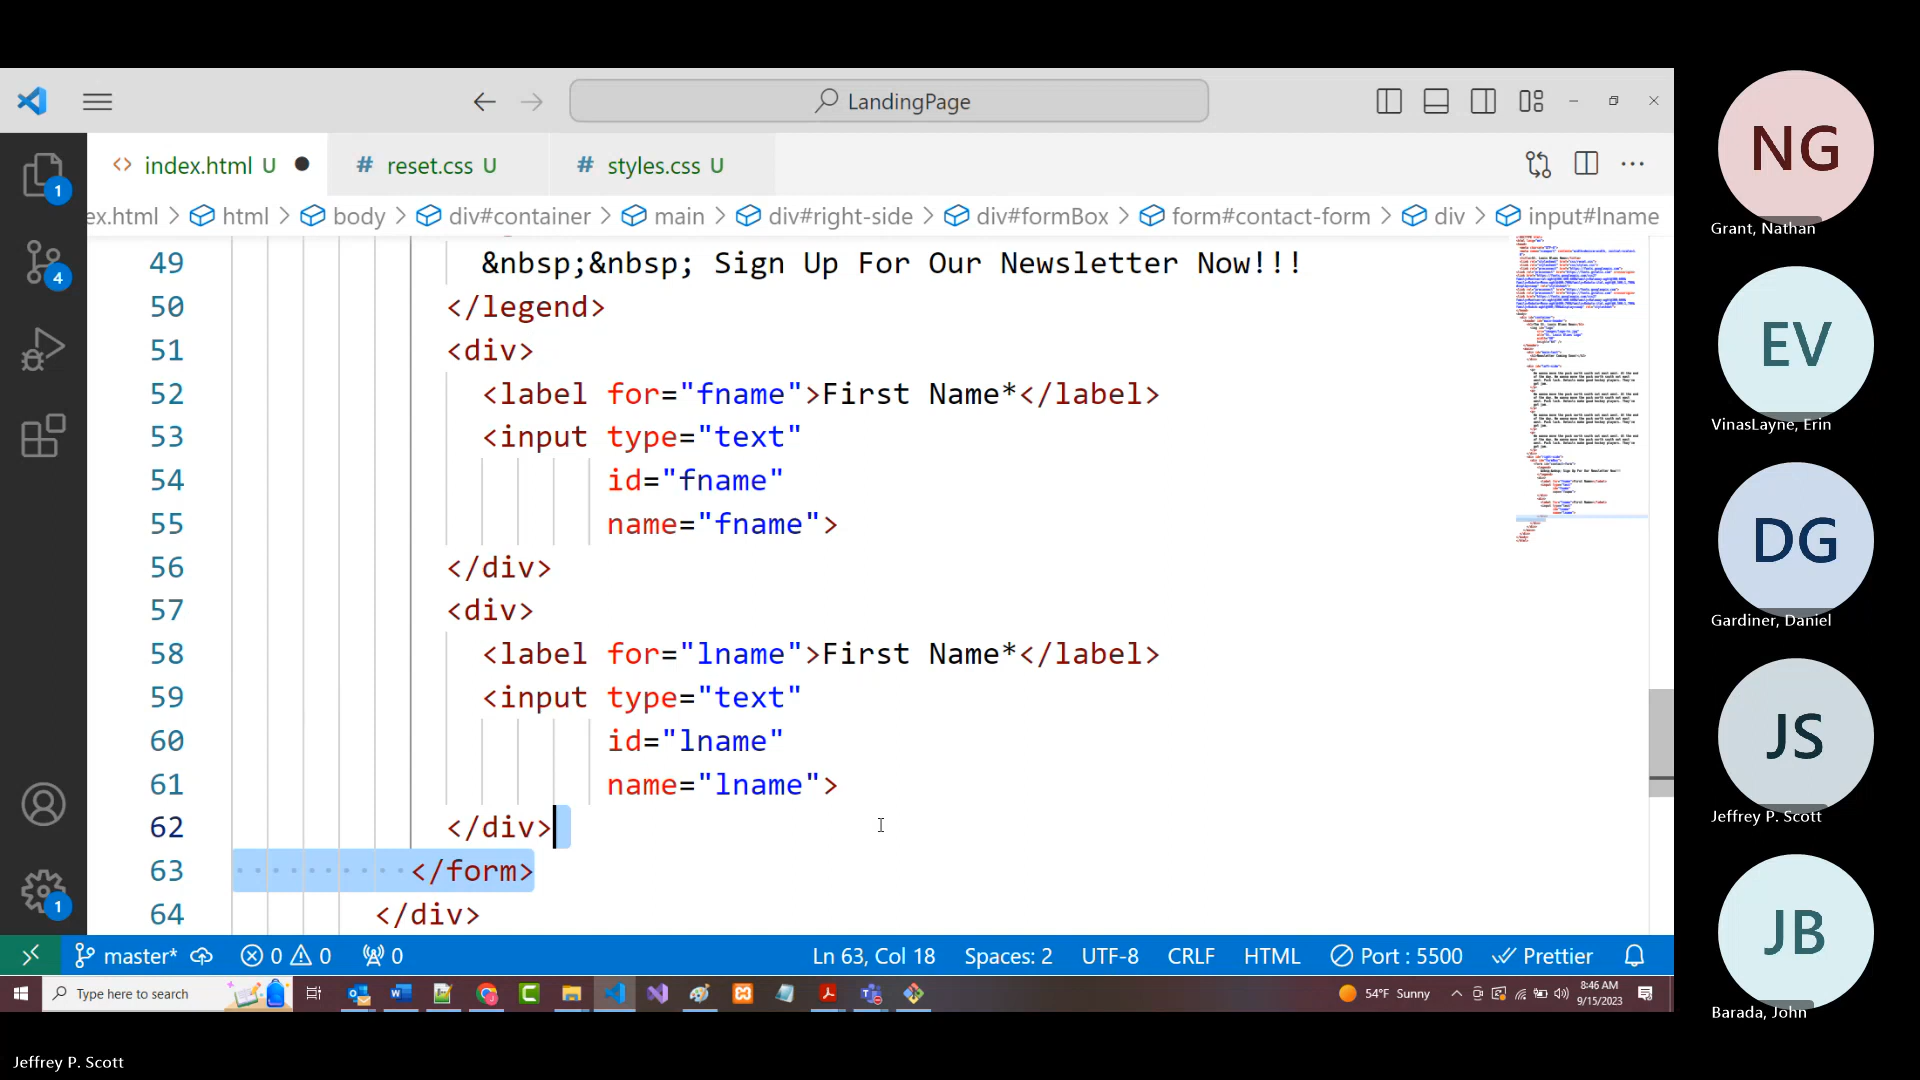 LandingPage
index.html U
reset.css U
styles.css U
ex.html > html > body > div#container > main > div#right-side > div#formBox > form#contact-form > div > input#lname
49 &nbsp;&nbsp; Sign Up For Our Newsletter Now!!!
50 </legend>
51 <div>
52 <label for="fname">First Name*</label>
53 <input type="text"
54 id="fname"
55 name="fname">
56 </div>
57 <div>
58 <label for="lname">First Name*</label>
59 <input type="text"
60 id="lname"
61 name="lname">
62 </div>
63 ··········</form>
64 </div>
1
4
1
master* 0 0 0 Ln 63, Col 18 Spaces: 2 UTF-8 CRLF HTML Port : 5500 Prettier
Type here to search
54°F Sunny
8:46 AM
9/15/2023
NG
Grant, Nathan
EV
VinasLayne, Erin
DG
Gardiner, Daniel
JS
Jeffrey P. Scott
JB
Barada, John
Jeffrey P. Scott